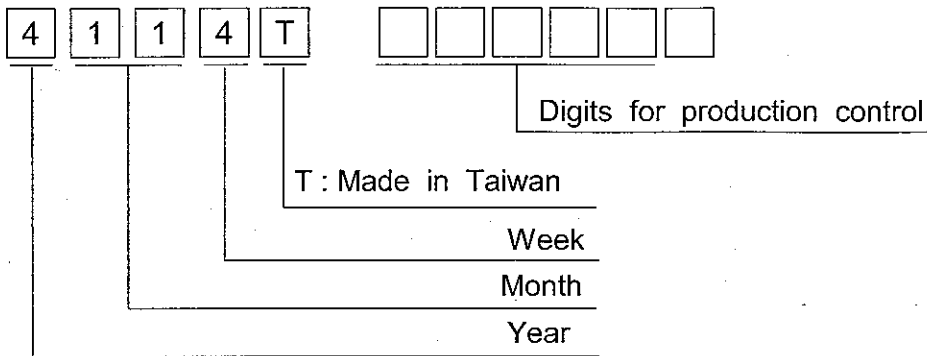 4 1 1 4 T
Digits for production control
T : Made in Taiwan
Week
Month
Year